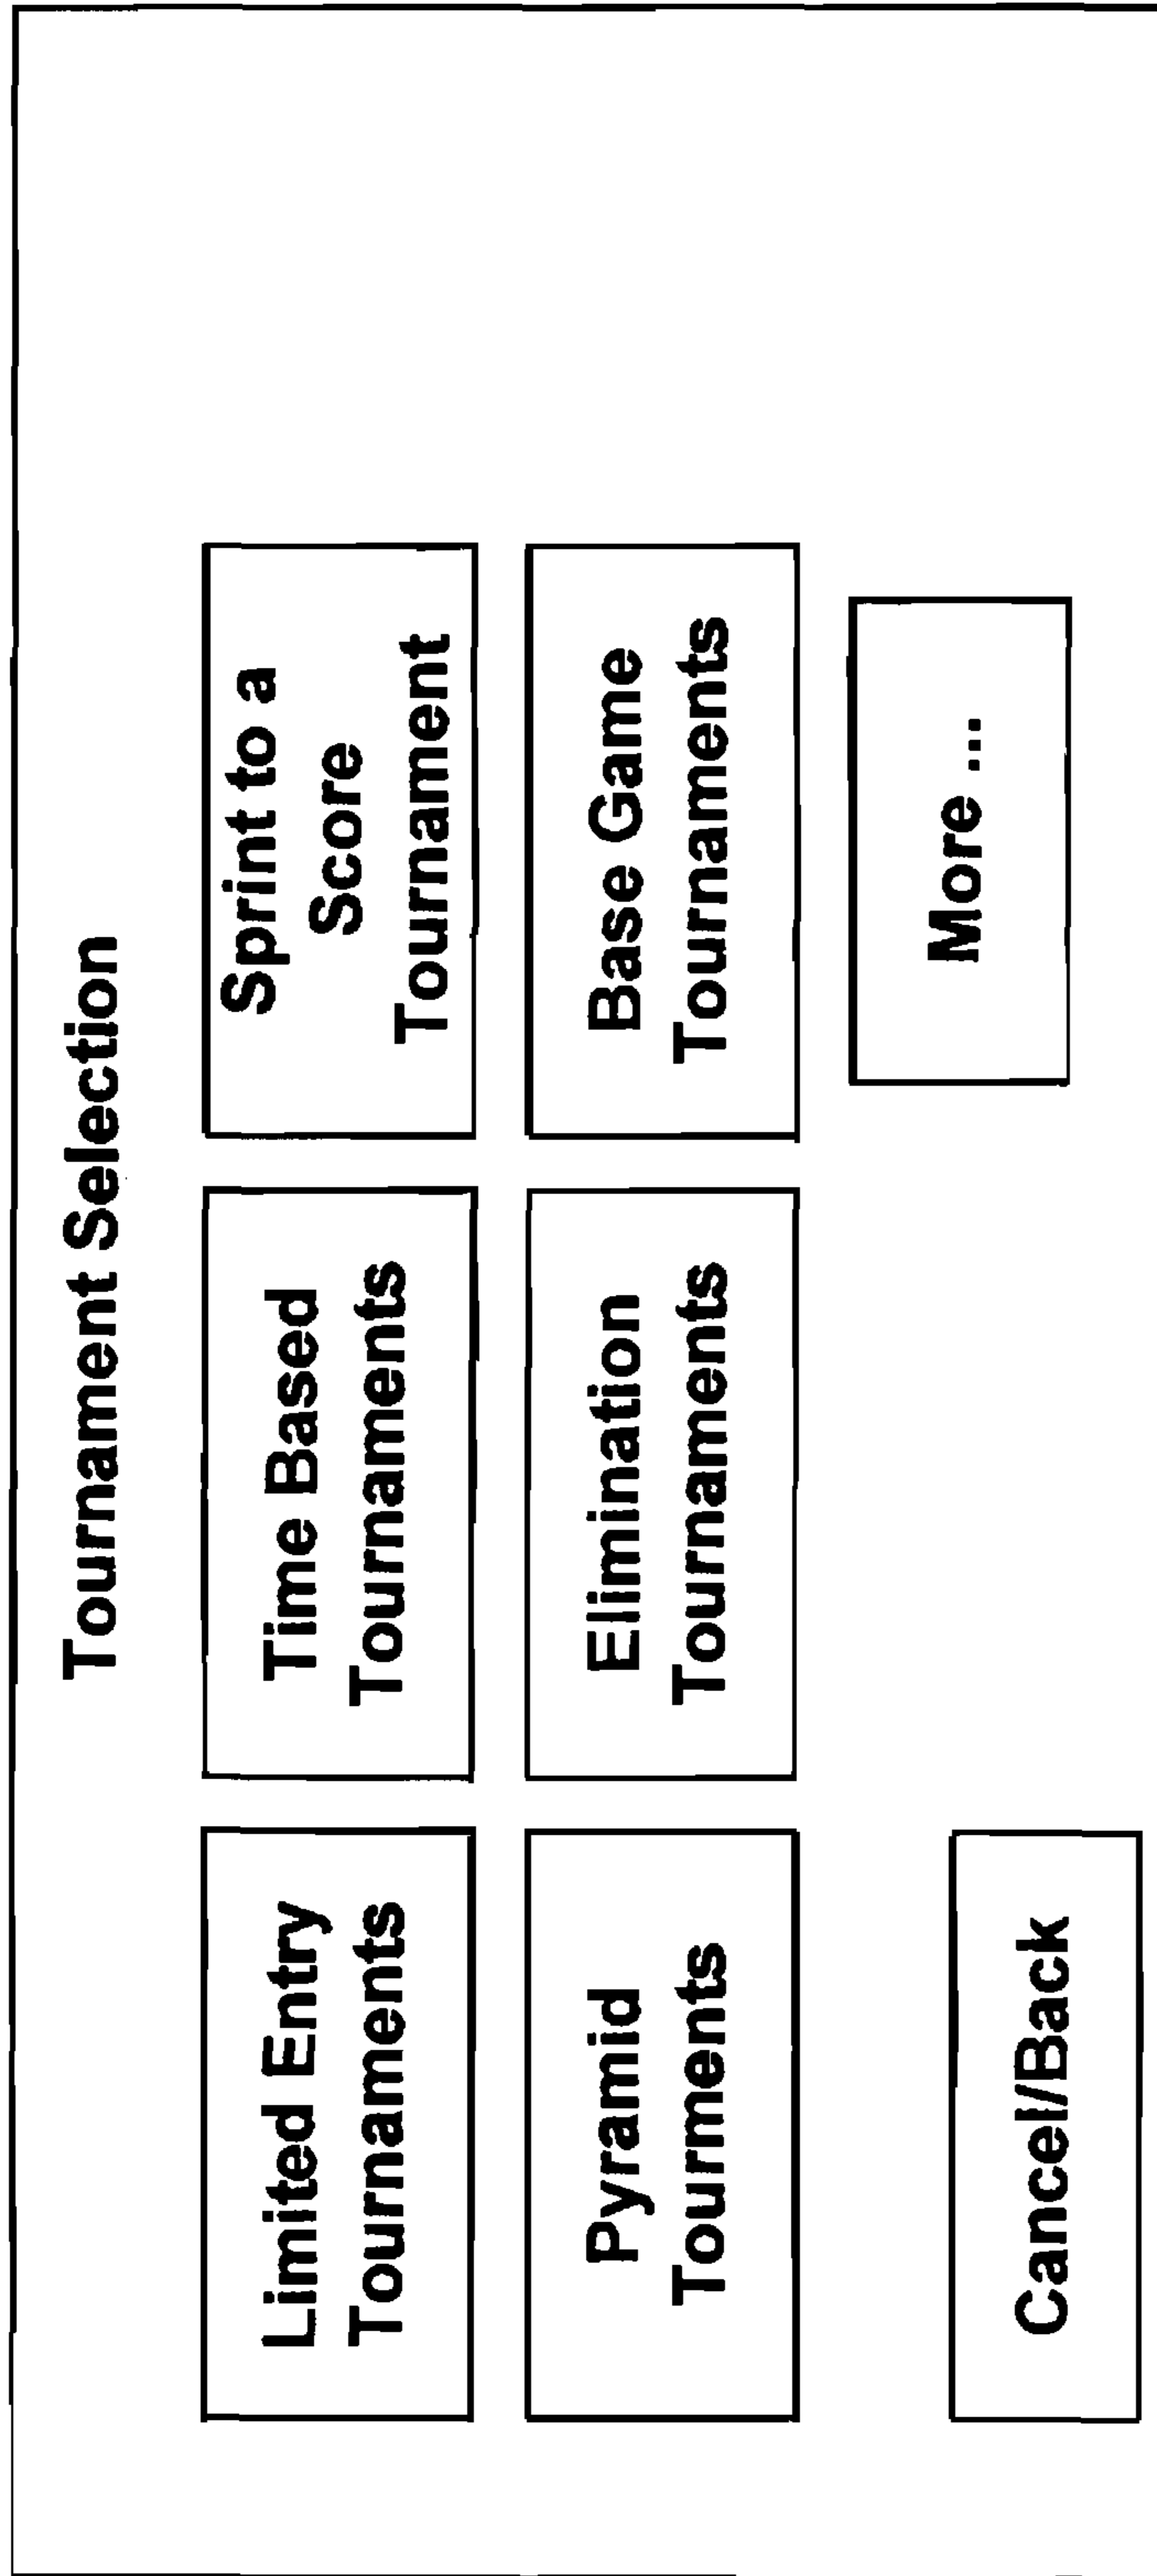 Tournament Selection
Limited Entry
Tournaments
Time Based
Tournaments
Sprint to a
Score
Tournament
Pyramid
Tourments
Elimination
Tournaments
Base Game
Tournaments
More ...
Cancel/Back